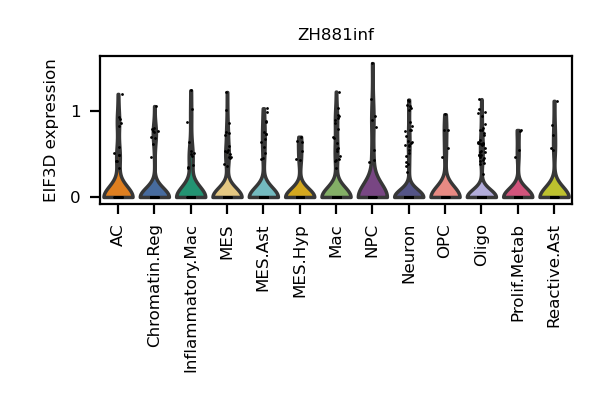 ZH881inf
EIF3D expression
1
0
AC
Chromatin.Reg
Inflammatory.Mac
MES
MES.Ast
MES.Hyp
Mac
NPC
Neuron
OPC
Oligo
Prolif.Metab
Reactive.Ast